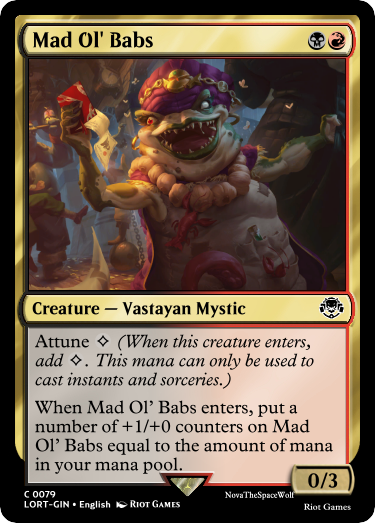 Mad Ol' Babs
Creature — Vastayan Mystic
Attune (When this creature enters,
add . This mana can only be used to
cast instants and sorceries.)
When Mad Ol' Babs enters, put a
number of +1/+0 counters on Mad
Ol' Babs equal to the amount of mana
in your mana pool.
0/3
C 0079
LORT-GIN • English Riot Games
NovaTheSpaceWolf
Riot Games